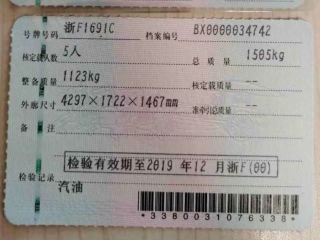 号牌号码 浙F1691C 档案编号 BX0000034742
核定载人数 5人 总质量 1505kg
整备质量 1123kg 核定载质量 --
外廓尺寸 4297×1722×1467mm 准牵引总质量 --
备注
检验有效期至2019 年 12 月浙F(00)
检验记录
汽油
*3380031076338*